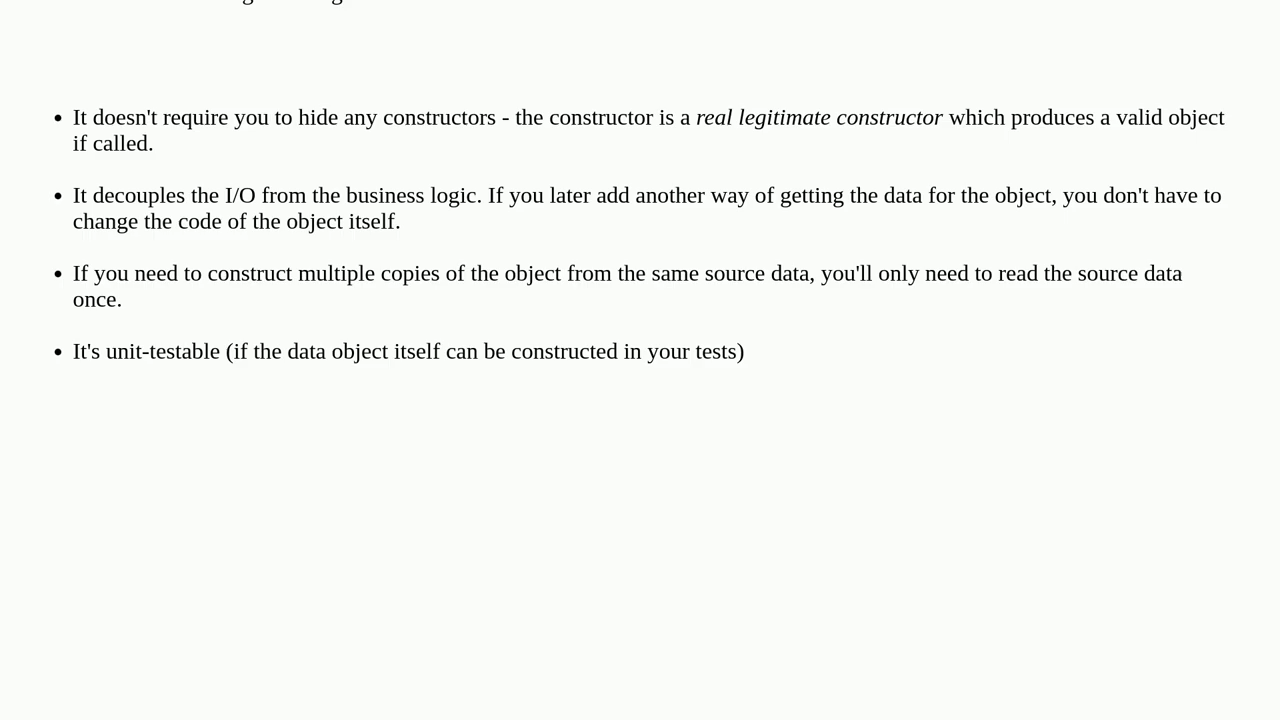 • It doesn't require you to hide any constructors - the constructor is a real legitimate constructor which produces a valid object
if called.
• It decouples the I/O from the business logic. If you later add another way of getting the data for the object, you don't have to
change the code of the object itself.
• If you need to construct multiple copies of the object from the same source data, you'll only need to read the source data
once.
• It's unit-testable (if the data object itself can be constructed in your tests)